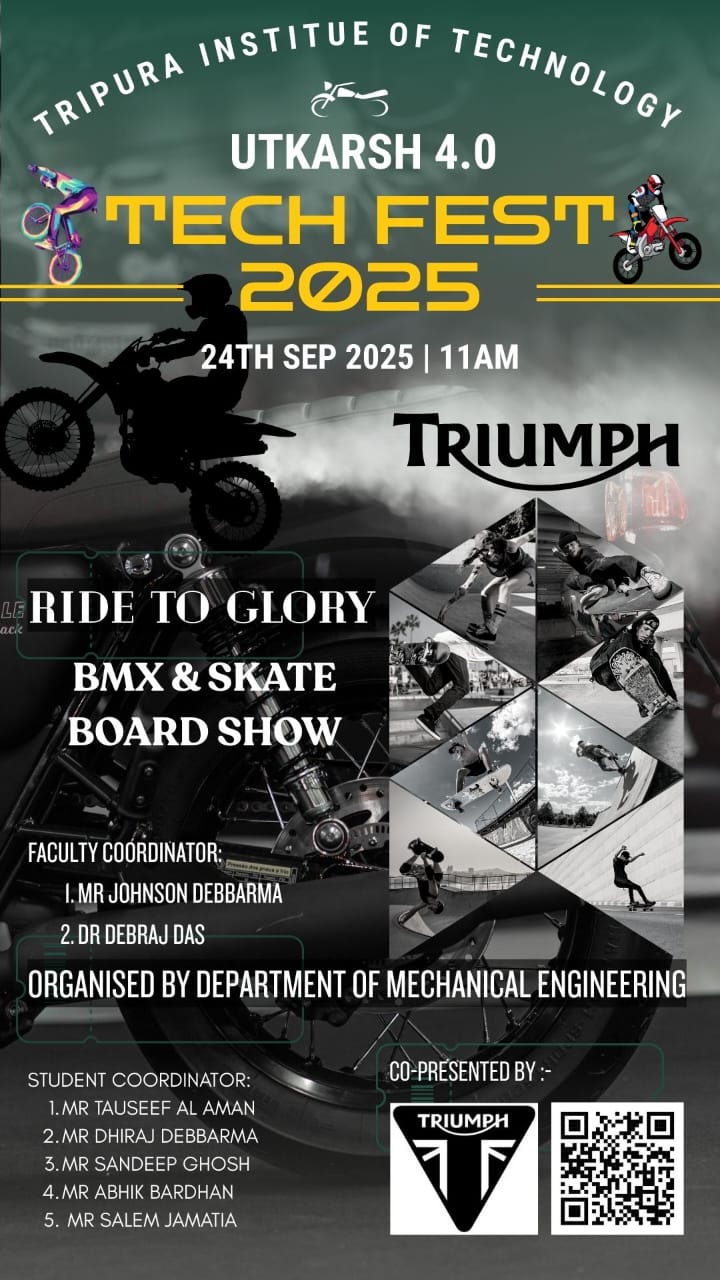 TRIPURA INSTITUE OF TECHNOLOGY
UTKARSH 4.0
TECH FEST
2025
24TH SEP 2025 | 11AM
TRIUMPH
LE
ack
RIDE TO GLORY
BMX & SKATE
BOARD SHOW
FACULTY COORDINATOR:
1. MR JOHNSON DEBBARMA
2. DR DEBRAJ DAS
ORGANISED BY DEPARTMENT OF MECHANICAL ENGINEERING
STUDENT COORDINATOR:
1. MR TAUSEEF AL AMAN
2. MR DHIRAJ DEBBARMA
3. MR SANDEEP GHOSH
4. MR ABHIK BARDHAN
5. MR SALEM JAMATIA
CO-PRESENTED BY :-
TRIUMPH